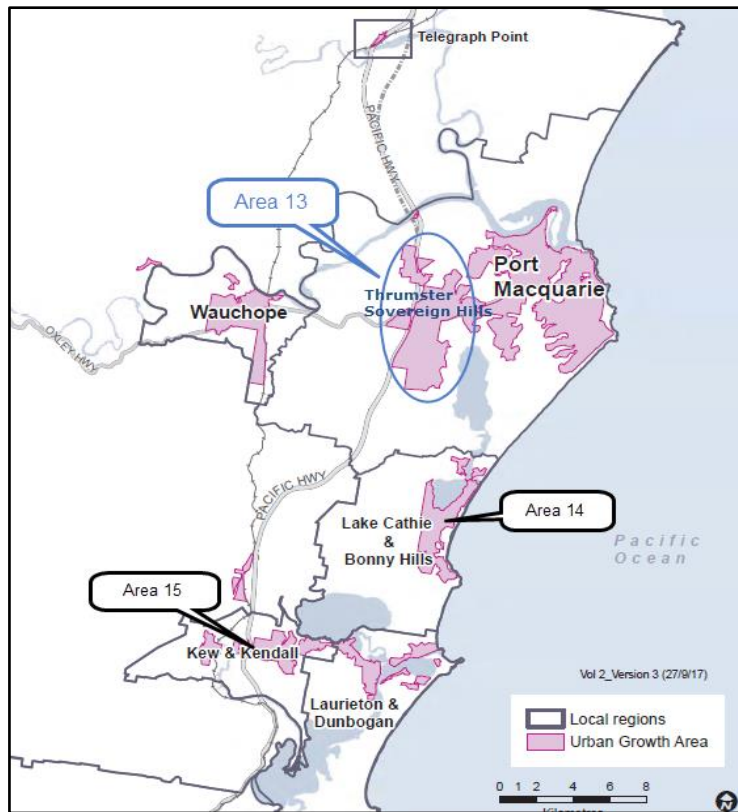 Telegraph Point
PACIFIC HWY
Area 13
Port
Macquarie
Thrumster
Sovereign Hills
Wauchope
OXLEY HWY
PACIFIC HWY
Lake Cathie
&
Bonny Hills
Area 14
Pacific
Ocean
Area 15
Kew & Kendall
Laurieton &
Dunbogan
Vol 2_Version 3 (27/9/17)
Local regions
Urban Growth Area
0 1 2 4 6 8
Kilometres
N